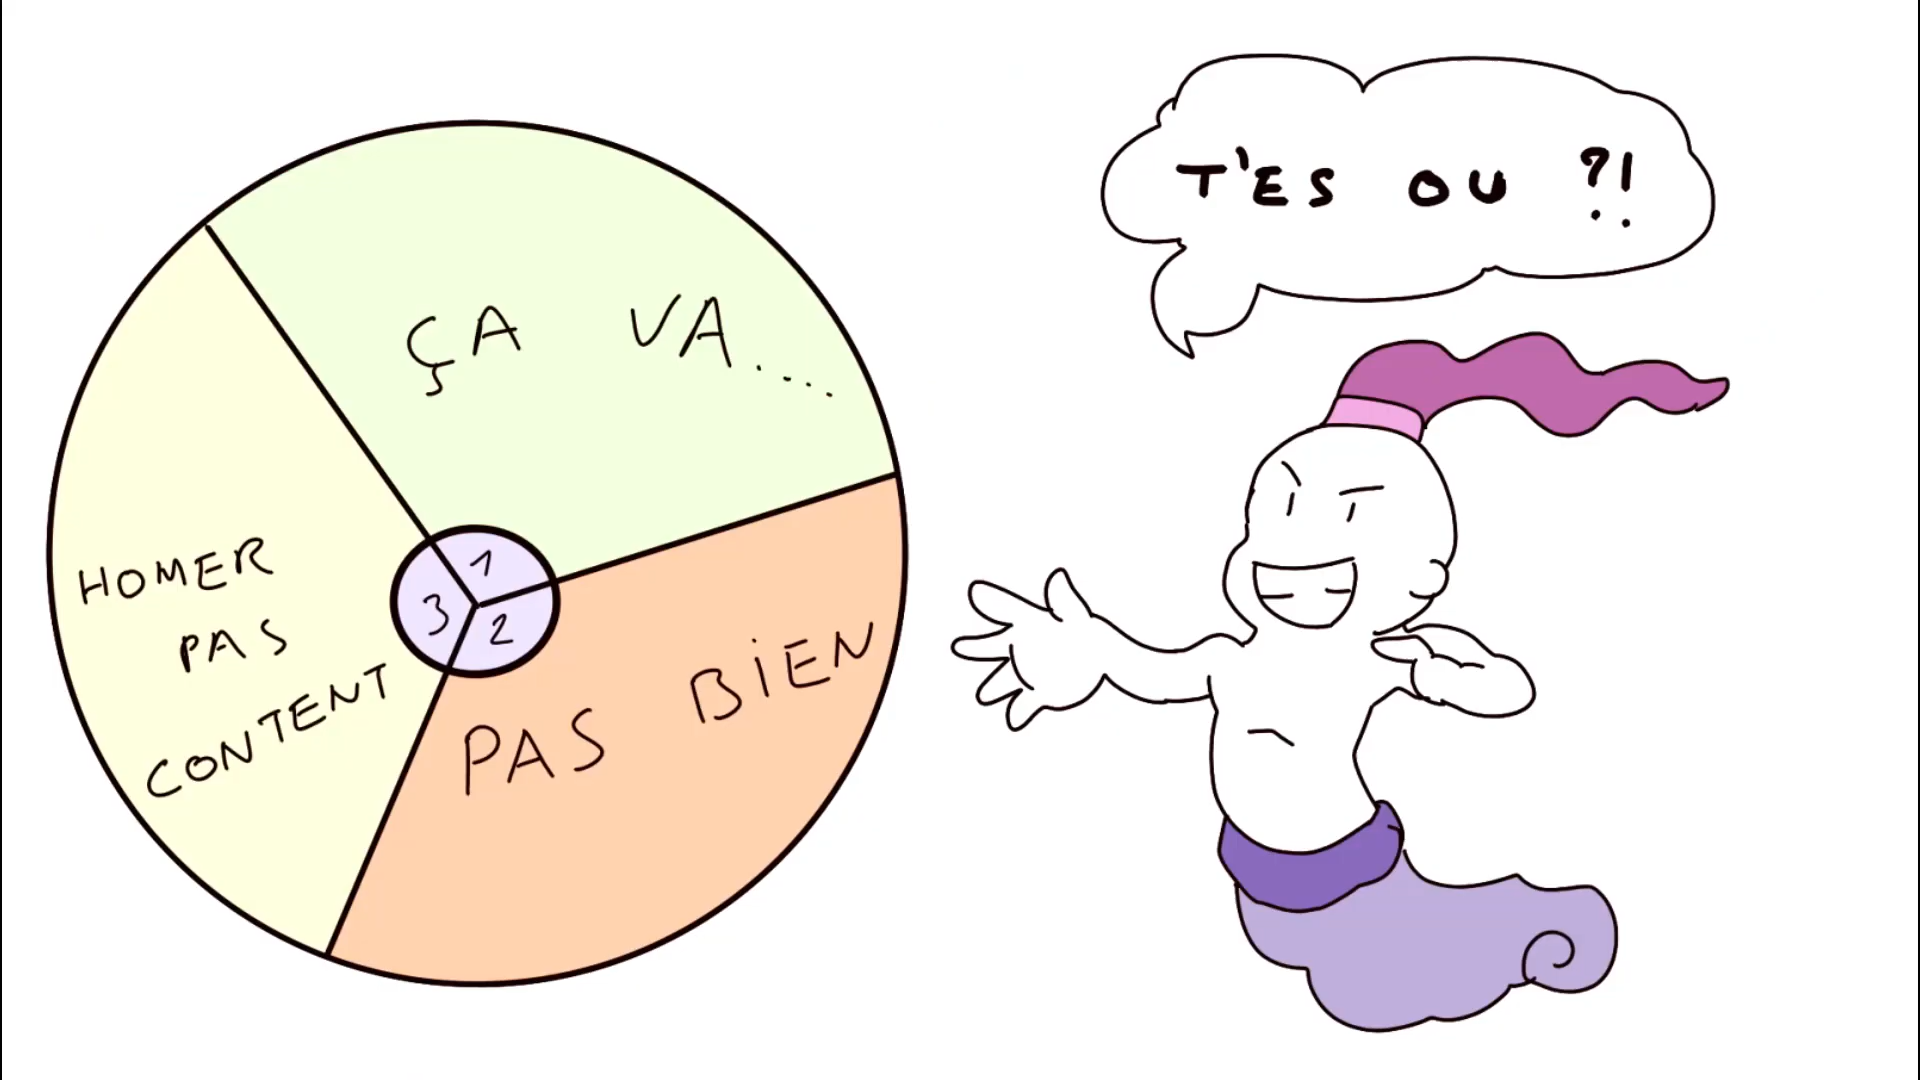 T'ES OU ?!
ÇA VA.....
1
3
2
HOMER
PAS
CONTENT
PAS BIEN